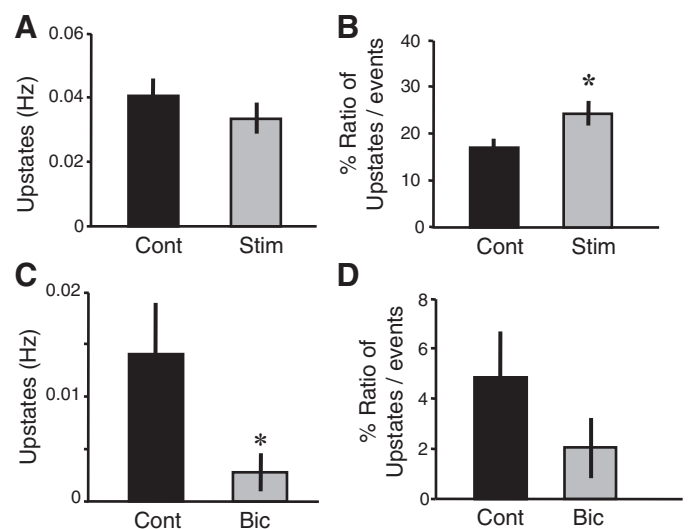 A
Upstates (Hz)
0.06
0.04
0.02
0
Cont Stim
B
% Ratio of
Upstates / events
40
30
20
10
0
*
Cont Stim
C
Upstates (Hz)
0.02
0.01
0
*
Cont Bic
D
% Ratio of
Upstates / events
8
6
4
2
0
Cont Bic